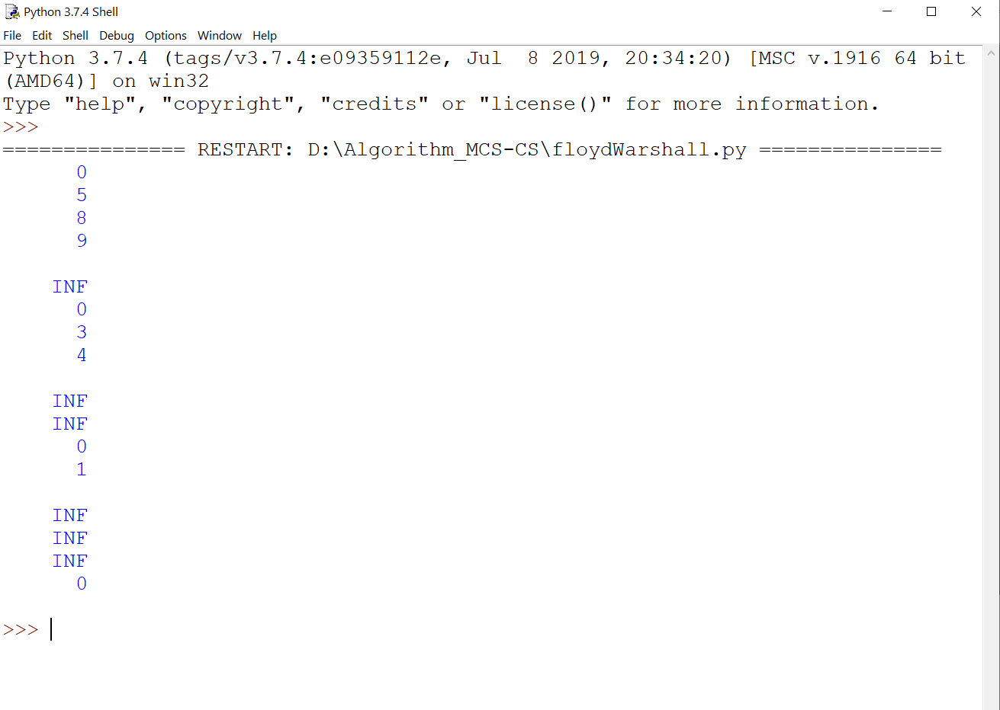 Python 3.7.4 Shell
File Edit Shell Debug Options Window Help
Python 3.7.4 (tags/v3.7.4:e09359112e, Jul  8 2019, 20:34:20) [MSC v.1916 64 bit
(AMD64)] on win32
Type "help", "copyright", "credits" or "license()" for more information.
>>>
=============== RESTART: D:\Algorithm_MCS-CS\floydWarshall.py ===============
0
5
8
9
INF
0
3
4
INF
INF
0
1
INF
INF
INF
0
>>>